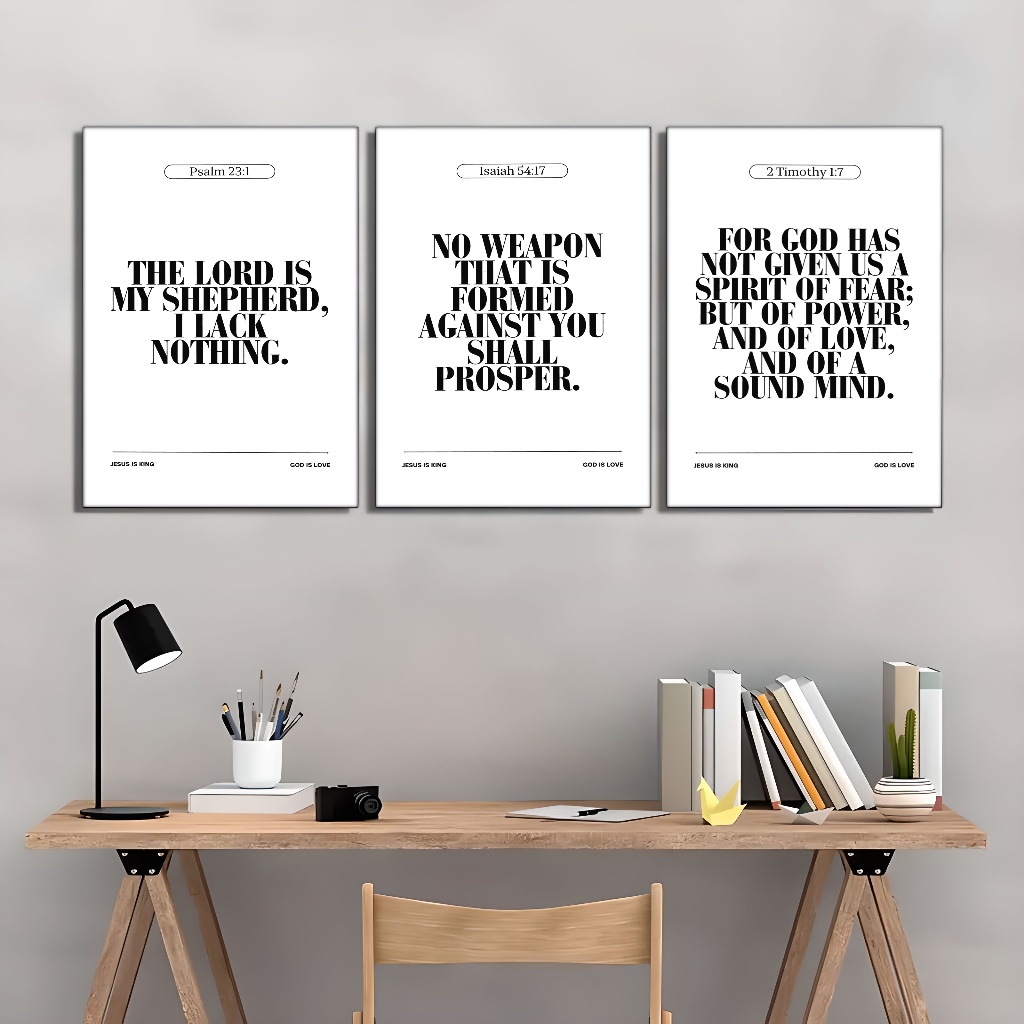 Psalm 23:1
THE LORD IS
MY SHEPHERD,
I LACK
NOTHING.
JESUS IS KING
GOD IS LOVE
Isaiah 54:17
NO WEAPON
THAT IS
FORMED
AGAINST YOU
SHALL
PROSPER.
JESUS IS KING
GOD IS LOVE
2 Timothy 1:7
FOR GOD HAS
NOT GIVEN US A
SPIRIT OF FEAR;
BUT OF POWER,
AND OF LOVE,
AND OF A
SOUND MIND.
JESUS IS KING
GOD IS LOVE